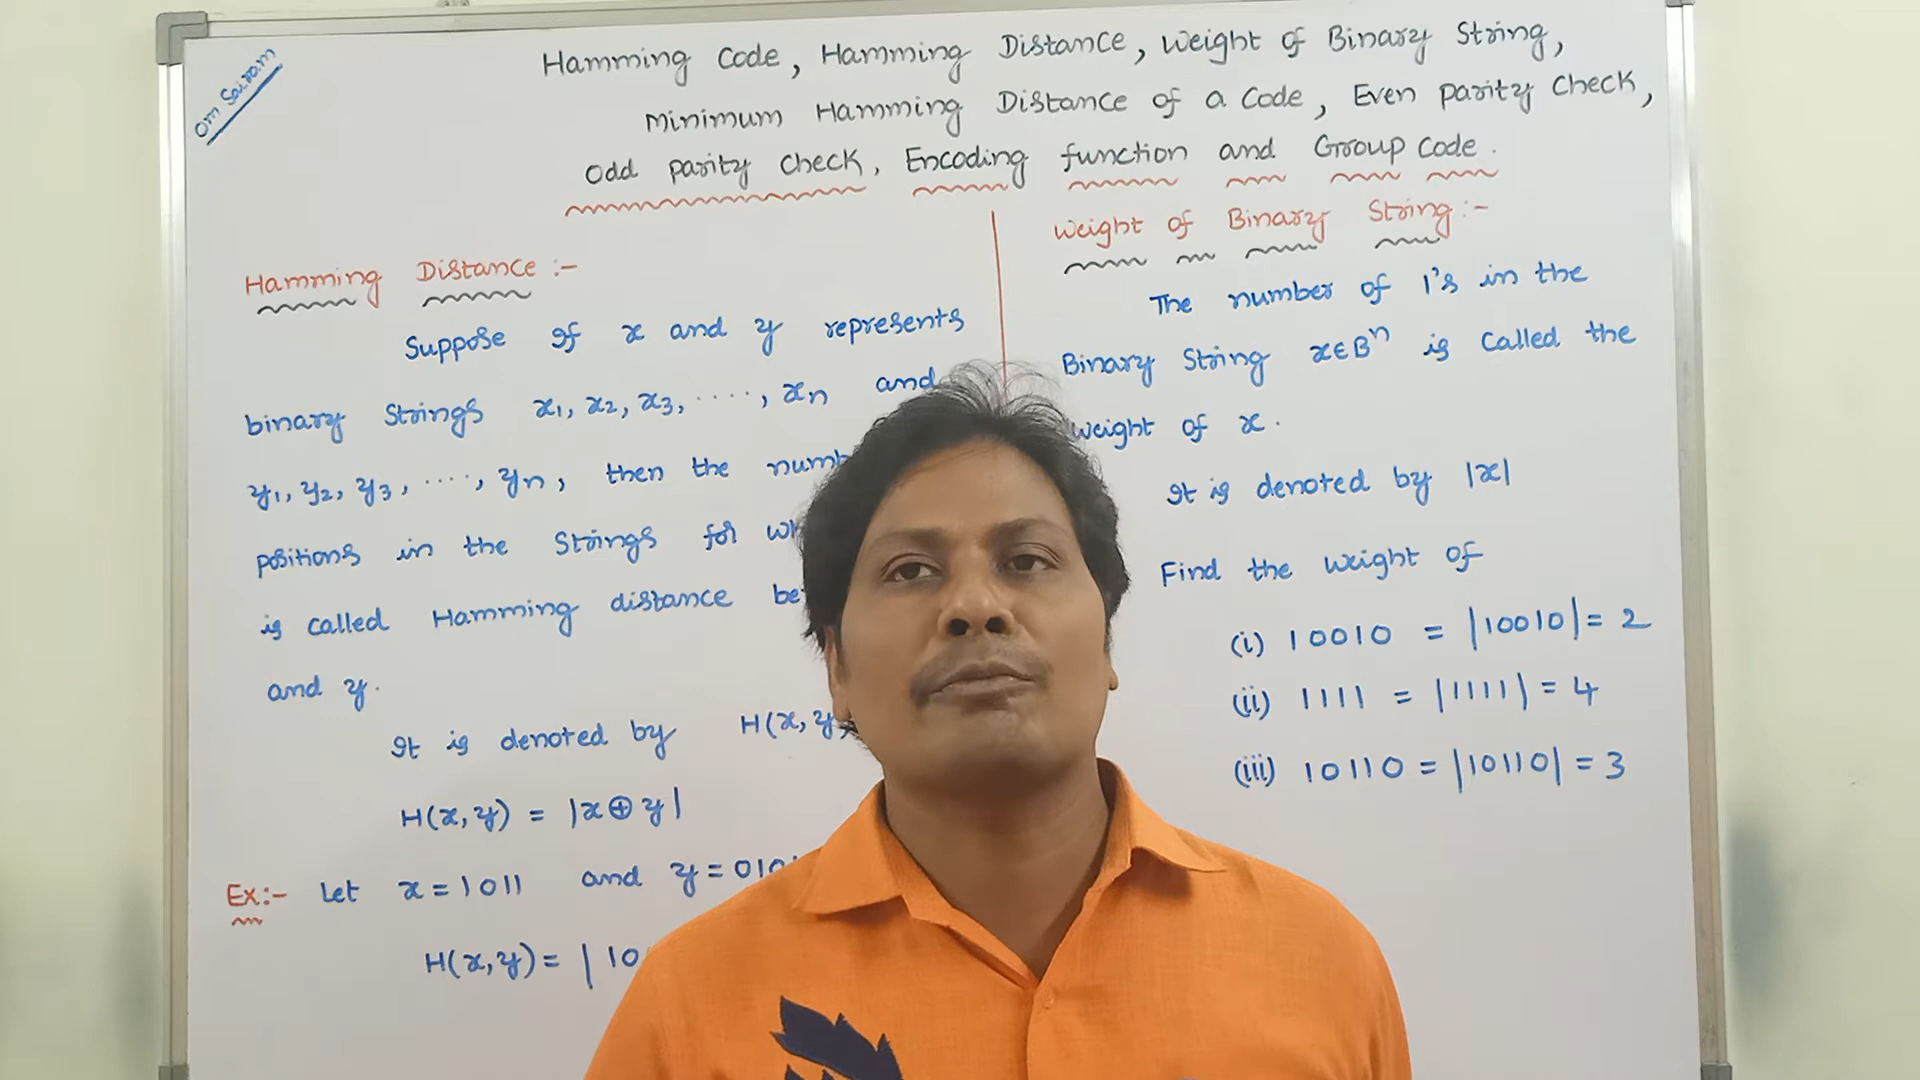 Om Sairam
Hamming Code, Hamming Distance, Weight of Binary String,
Minimum Hamming Distance of a Code, Even parity Check,
Odd parity Check, Encoding function and Group Code.
Hamming Distance :-
Suppose if x and y represents
binary Strings x₁, x₂, x₃, ....., xn and
y₁, y₂, y₃, ....., yn, then the
positions in the Strings for
is called Hamming distance
and y.
It is denoted by H(x, y
H(x, y) = |x ⊕ y|
Ex:- Let x = 1011 and y = 010
H(x, y) = | 10
Weight of Binary String :-
The number of 1's in the
Binary String x∈Bⁿ is called the
weight of x.
It is denoted by |x|
Find the weight of
(i) 10010 = |10010| = 2
(ii) 1111 = |1111| = 4
(iii) 10110 = |10110| = 3